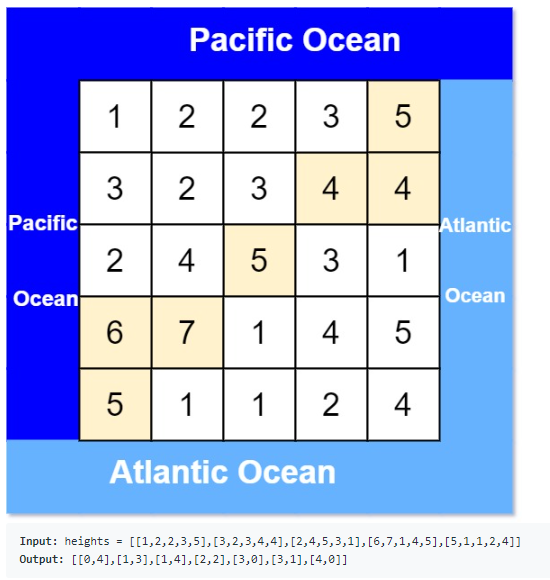 Pacific Ocean
1 2 2 3 5
3 2 3 4 4
Pacific
Atlantic
2 4 5 3 1
Ocean
Ocean
6 7 1 4 5
5 1 1 2 4
Atlantic Ocean
Input: heights = [[1,2,2,3,5],[3,2,3,4,4],[2,4,5,3,1],[6,7,1,4,5],[5,1,1,2,4]]
Output: [[0,4],[1,3],[1,4],[2,2],[3,0],[3,1],[4,0]]